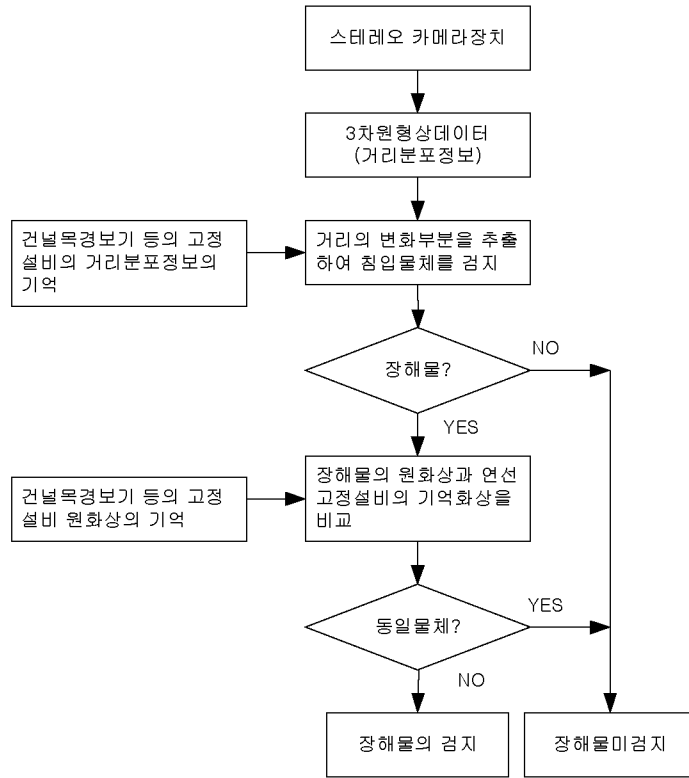 스테레오 카메라장치
3차원형상데이터
(거리분포정보)
건널목경보기 등의 고정
설비의 거리분포정보의
기억
거리의 변화부분을 추출
하여 침입물체를 검지
장해물?
NO
YES
건널목경보기 등의 고정
설비 원화상의 기억
장해물의 원화상과 연선
고정설비의 기억화상을
비교
동일물체?
YES
NO
장해물의 검지
장해물미검지